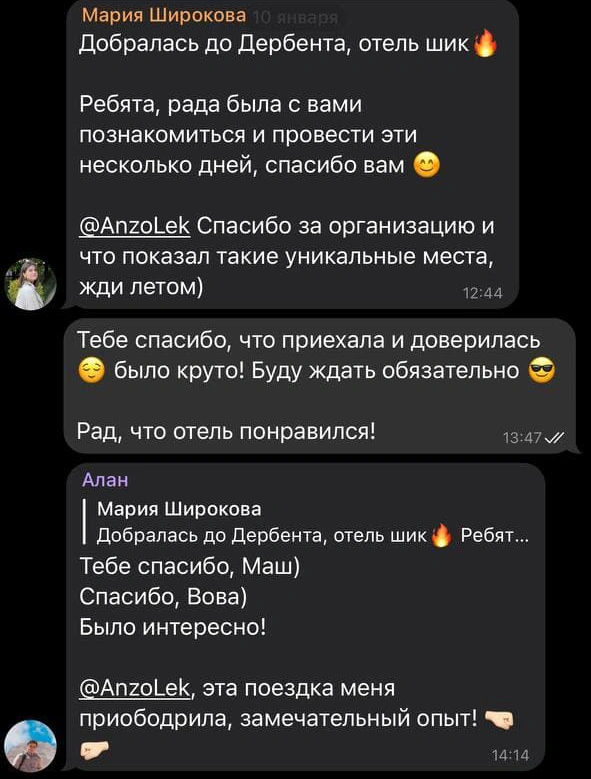 Мария Широкова
10 января
Добралась до Дербента, отель шик🔥
Ребята, рада была с вами
познакомиться и провести эти
несколько дней, спасибо вам 😊
@AnzoLek Спасибо за организацию и
что показал такие уникальные места,
жди летом)
12:44
Тебе спасибо, что приехала и доверилась
😌 было круто! Буду ждать обязательно 😎
Рад, что отель понравился!
13:47
Алан
Мария Широкова
Добралась до Дербента, отель шик🔥 Ребят...
Тебе спасибо, Маш)
Спасибо, Вова)
Было интересно!
@AnzoLek, эта поездка меня
приободрила, замечательный опыт! 🤜🏻
🤛🏻
14:14